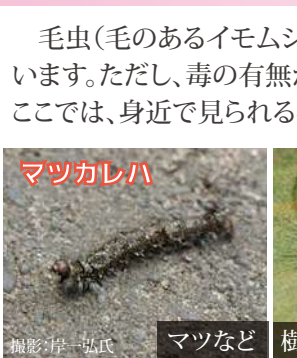 毛虫(毛のあるイモムシ
います。ただし、毒の有無
ここでは、身近で見られる
マツカレハ
撮影:岸一弘氏
マツなど
樹